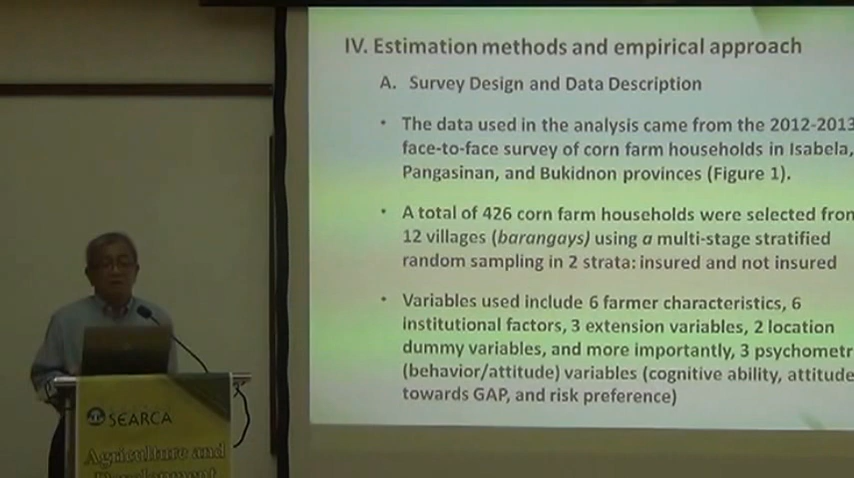 IV. Estimation methods and empirical approach
A. Survey Design and Data Description
• The data used in the analysis came from the 2012-2013
face-to-face survey of corn farm households in Isabela,
Pangasinan, and Bukidnon provinces (Figure 1).
• A total of 426 corn farm households were selected from
12 villages (barangays) using a multi-stage stratified
random sampling in 2 strata: insured and not insured
• Variables used include 6 farmer characteristics, 6
institutional factors, 3 extension variables, 2 location
dummy variables, and more importantly, 3 psychometr
(behavior/attitude) variables (cognitive ability, attitude
towards GAP, and risk preference)
SEARCA
Agriculture and
Development